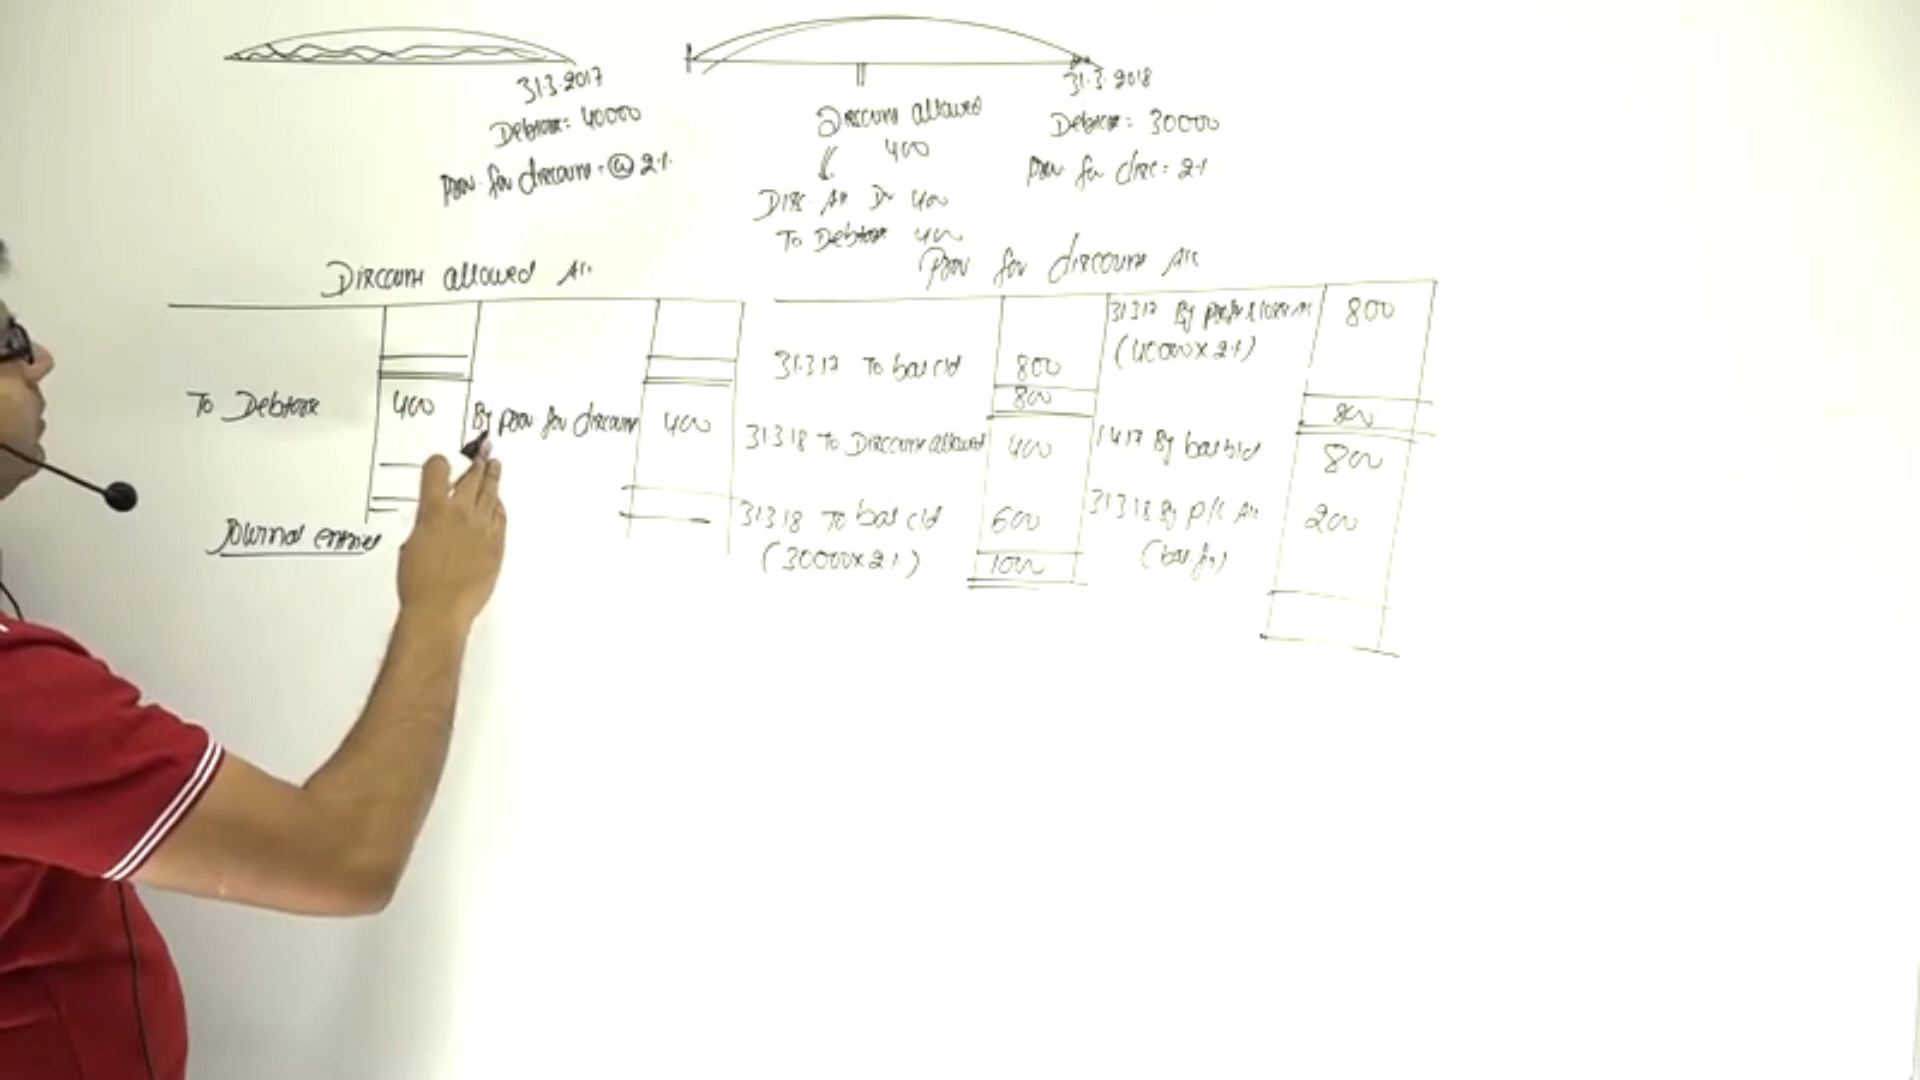 31.3.2017
Debtors: 40000
Prov. for discount - @ 2%
Discount allowed
400
Disc A/c Dr 400
To Debtors 400
31.3.2018
Debtors: 30000
Prov for disc: 2%
Discount allowed A/c
To Debtors 400 By Prov. for discount 400
Journal entries
Prov for discount A/c
31.3.17 By 800
(40000 x 2%)
31.3.17 To bal c/d 800
800 800
31.3.18 To Discount allowed 400 1.4.17 By bal b/d 800
31.3.18 To bal c/d 600 31.3.18 By P/L A/c 200
(30000 x 2%) 1000 (bal. fig)